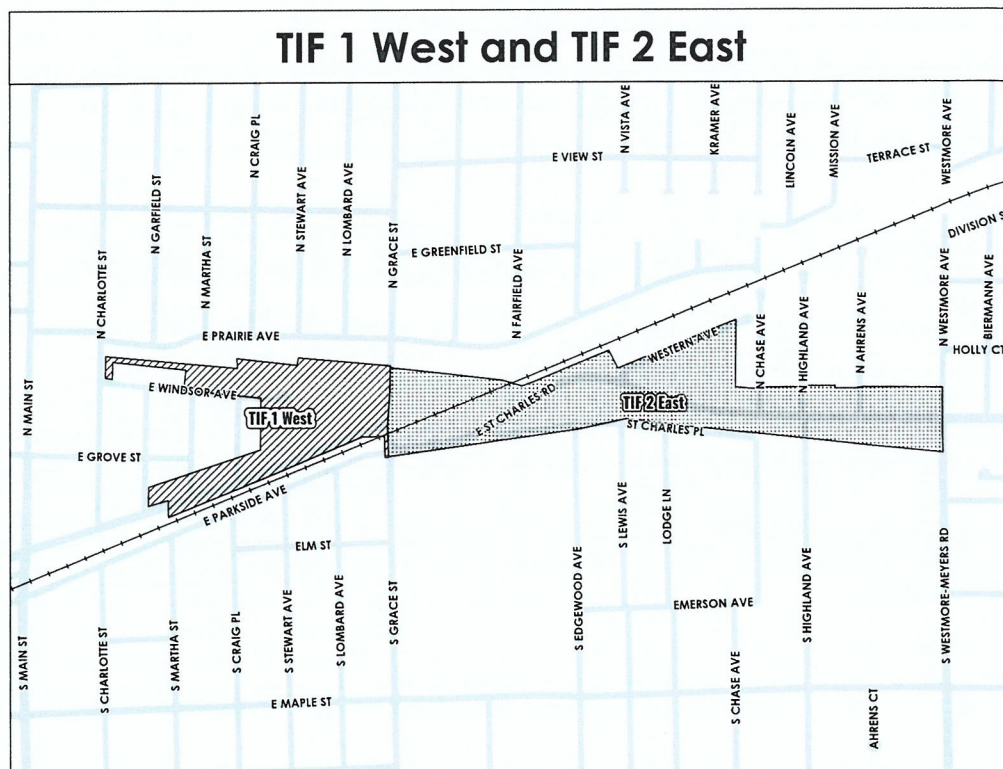 TIF 1 West and TIF 2 East
N VISTA AVE
KRAMER AVE
LINCOLN AVE
MISSION AVE
WESTMORE AVE
N CRAIG PL
E VIEW ST
TERRACE ST
N GARFIELD ST
N STEWART AVE
N LOMBARD AVE
N GRACE ST
N MARTHA ST
E GREENFIELD ST
DIVISION S
N CHARLOTTE ST
N FAIRFIELD AVE
N WESTMORE AVE
BIERMANN AVE
E PRAIRIE AVE
WESTERN AVE
N CHASE AVE
N HIGHLAND AVE
N AHRENS AVE
HOLLY CT
N MAIN ST
E WINDSOR AVE
TIF 1 West
E ST CHARLES RD
TIF 2 East
ST CHARLES PL
E GROVE ST
E PARKSIDE AVE
S LEWIS AVE
LODGE LN
ELM ST
S EDGEWOOD AVE
EMERSON AVE
S HIGHLAND AVE
S WESTMORE-MEYERS RD
S MAIN ST
S CHARLOTTE ST
S MARTHA ST
S CRAIG PL
S STEWART AVE
S LOMBARD AVE
S GRACE ST
E MAPLE ST
S CHASE AVE
AHRENS CT